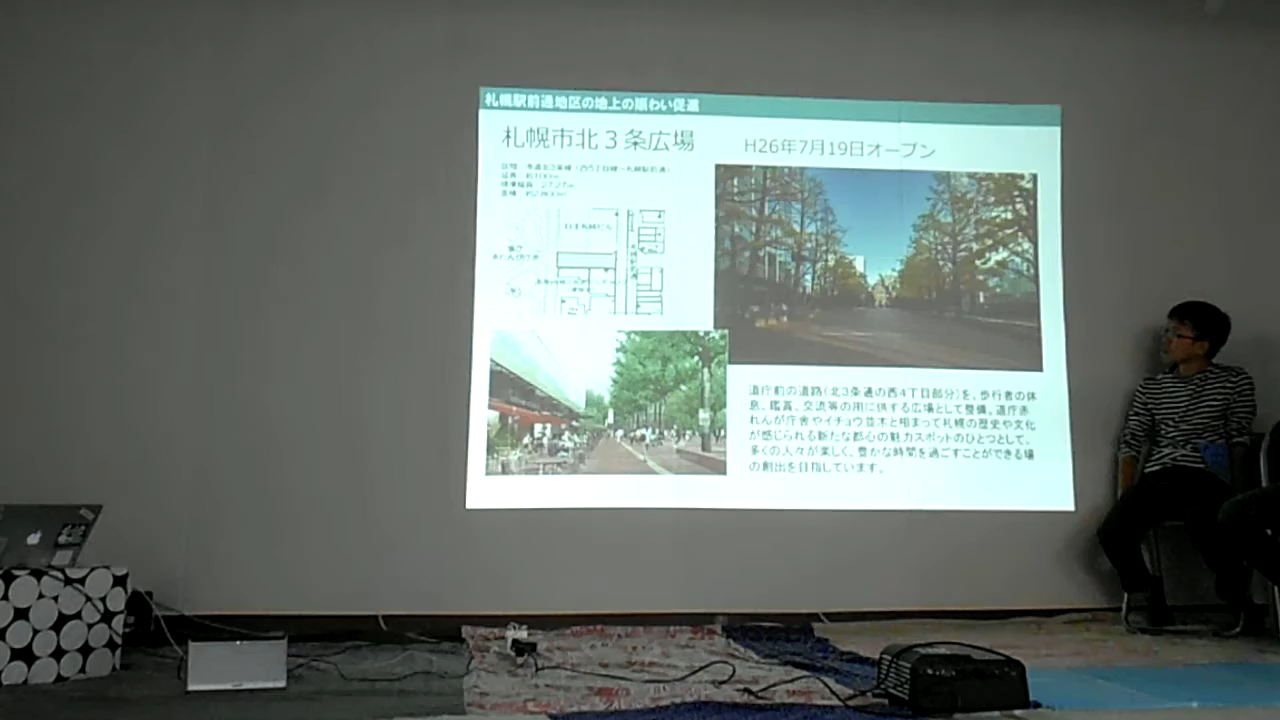 札幌駅前通地区の地上の賑わい促進
札幌市北3条広場
H26年7月19日オープン
道庁前の道路(北3条通の西4丁目部分)を、歩行者の休
息、鑑賞、交流等の用に供する広場として整備。道庁赤
れんが庁舎やイチョウ並木と相まって札幌の歴史や文化
が感じられる新たな都心の魅力スポットのひとつとして、
多くの人々が楽しく、豊かな時間を過ごすことができる場
の創出を目指しています。